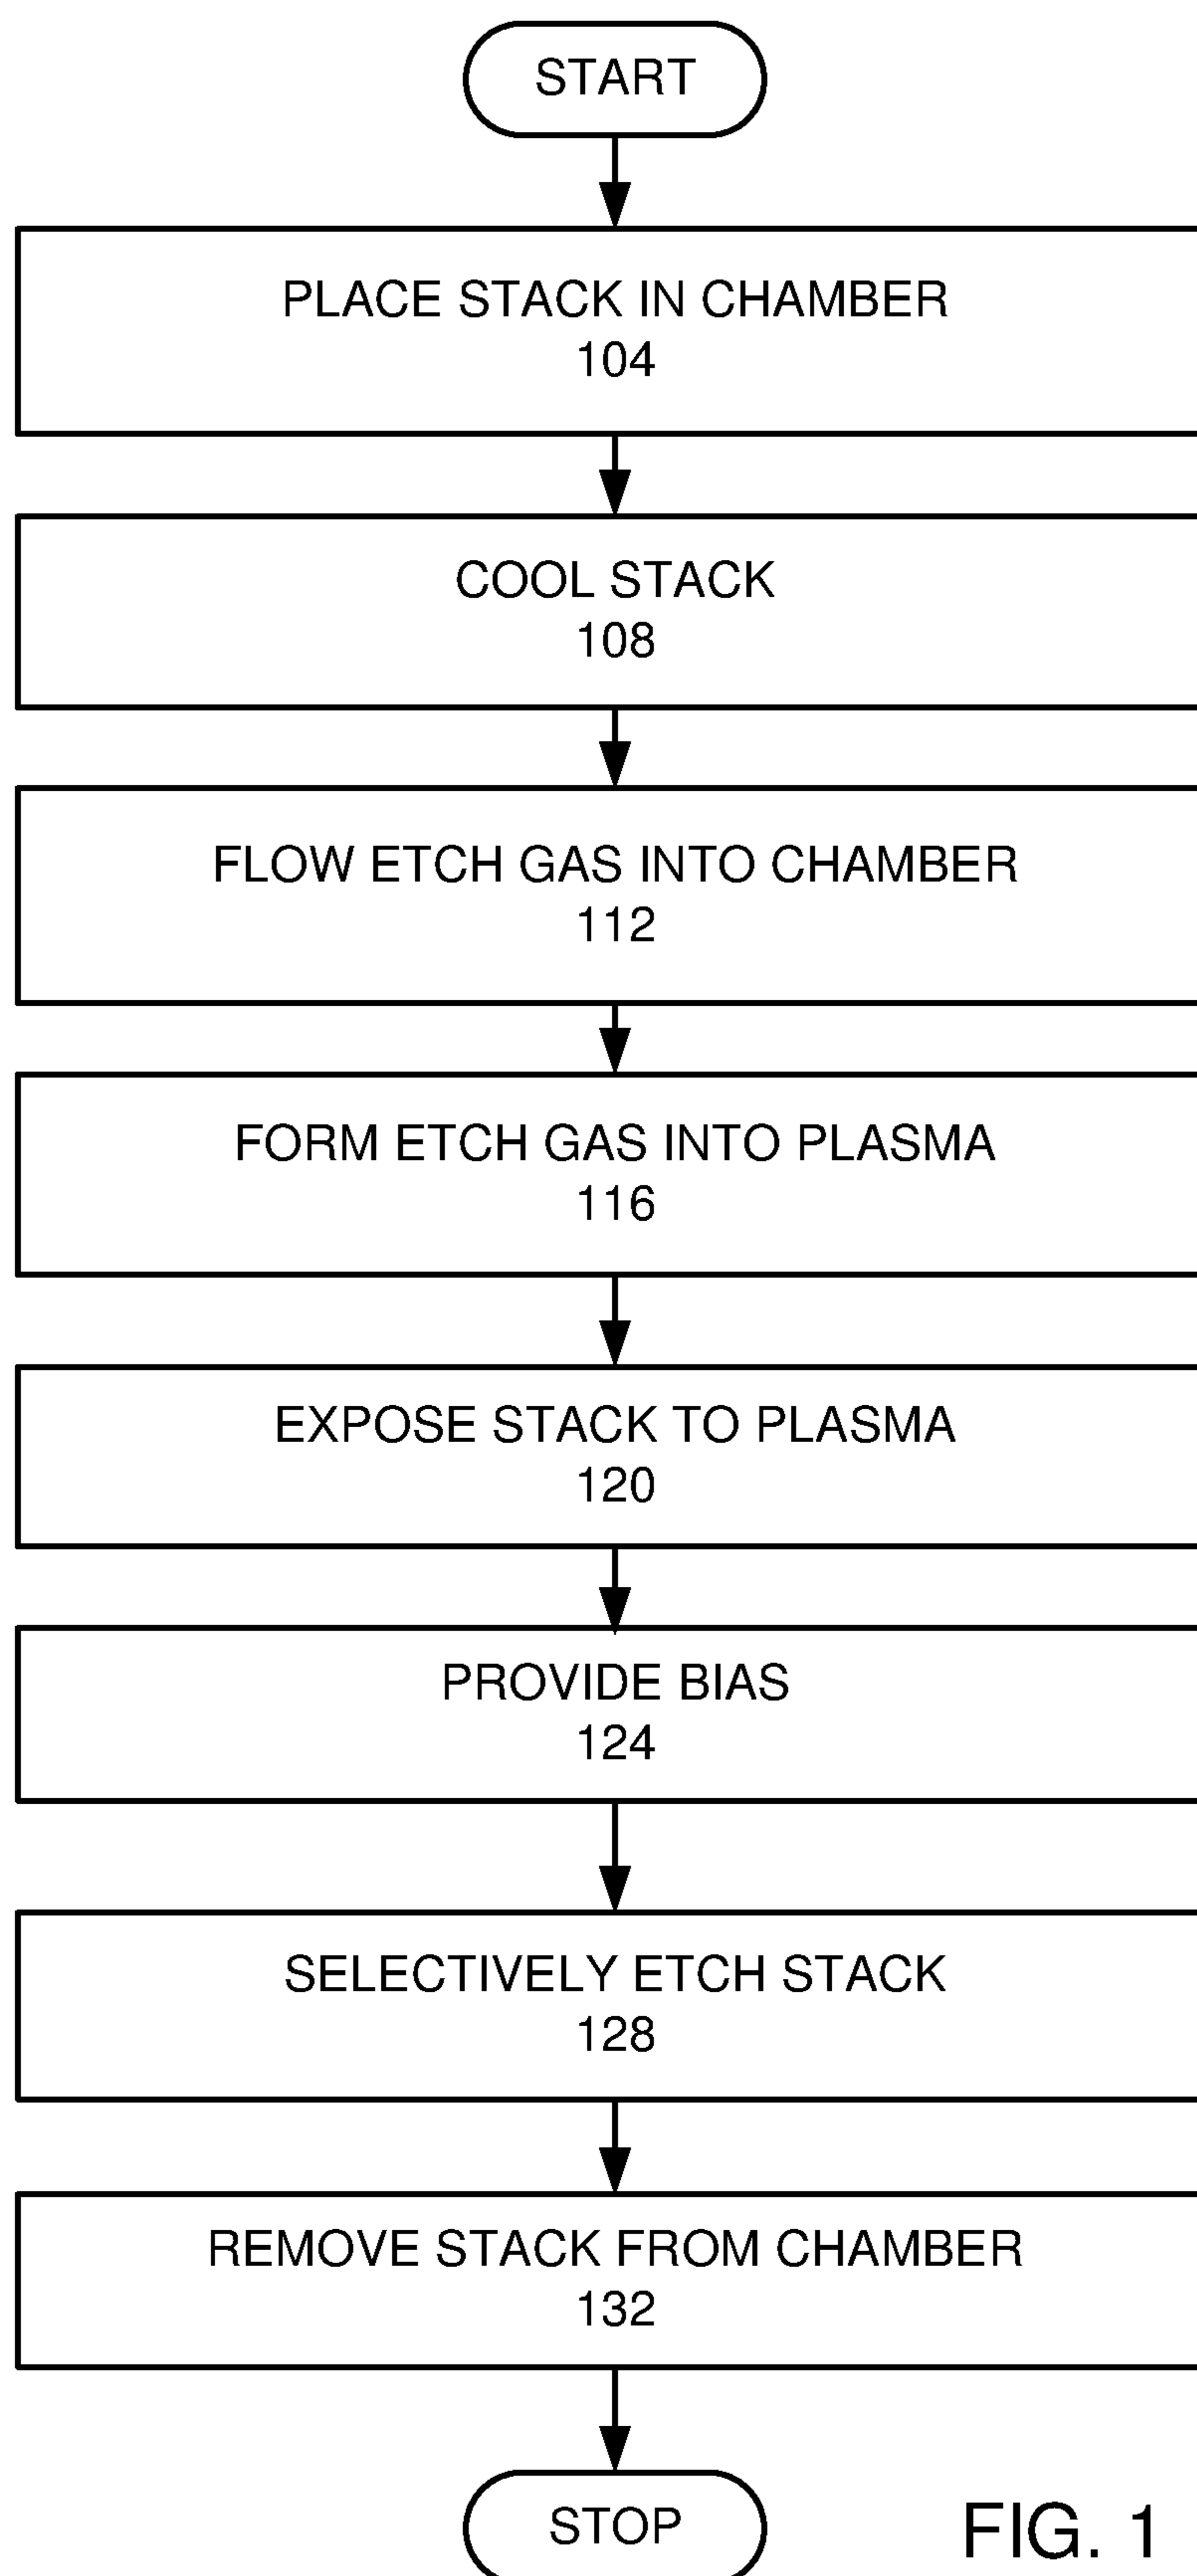 START
PLACE STACK IN CHAMBER
104
COOL STACK
108
FLOW ETCH GAS INTO CHAMBER
112
FORM ETCH GAS INTO PLASMA
116
EXPOSE STACK TO PLASMA
120
PROVIDE BIAS
124
SELECTIVELY ETCH STACK
128
REMOVE STACK FROM CHAMBER
132
STOP
FIG. 1